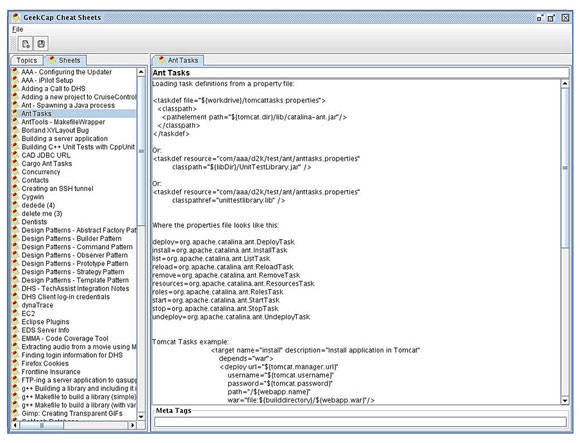 GeekCap Cheat Sheets
File
Topics
Sheets
AAA - Configuring the Updater
AAA - iPilot Setup
Adding a Call to DHS
Adding a new project to CruiseControl
Ant - Spawning a Java process
Ant Tasks
AntTools - MakefileWrapper
Borland XYLayout Bug
Building a server application
Building C++ Unit Tests with CppUnit
CAD JDBC URL
Cargo Ant Tasks
Concurrency
Contacts
Creating an SSH tunnel
Cygwin
dedede (4)
delete me (3)
Dentists
Design Patterns - Abstract Factory Pat
Design Patterns - Builder Pattern
Design Patterns - Command Pattern
Design Patterns - Observer Pattern
Design Patterns - Prototype Pattern
Design Patterns - Strategy Pattern
Design Patterns - Template Pattern
DHS - TechAssist Integration Notes
DHS Client log-in credentials
dynaTrace
EC2
Eclipse Plugins
EDS Server Info
EMMA - Code Coverage Tool
Extracting audio from a movie using M
Finding login information for DHS
Firefox Cookies
Frontline Insurance
FTP-ing a server application to qasupp
g++ Building a library and including it i
g++ Makefile to build a library (simple)
g++ Makefile to build a library (with var
Gimp: Creating Transparent GIFs
Ant Tasks
Ant Tasks
Loading task definitions from a property file:
<taskdef file="${workdrive}/tomcattasks.properties">
<classpath>
<pathelement path="${tomcat.dir}/lib/catalina-ant.jar"/>
</classpath>
</taskdef>
Or:
<taskdef resource="com/aaa/d2k/test/ant/anttasks.properties"
classpath="${libDir}/UnitTestLibrary.jar" />
Or:
<taskdef resource="com/aaa/d2k/test/ant/anttasks.properties"
classpathref="unittestlibrary.lib" />
Where the properties file looks like this:
deploy=org.apache.catalina.ant.DeployTask
install=org.apache.catalina.ant.InstallTask
list=org.apache.catalina.ant.ListTask
reload=org.apache.catalina.ant.ReloadTask
remove=org.apache.catalina.ant.RemoveTask
resources=org.apache.catalina.ant.ResourcesTask
roles=org.apache.catalina.ant.RolesTask
start=org.apache.catalina.ant.StartTask
stop=org.apache.catalina.ant.StopTask
undeploy=org.apache.catalina.ant.UndeployTask
Tomcat Tasks example:
<target name="install" description="Install application in Tomcat"
depends="war">
<deploy url="${tomcat.manager.url}"
username="${tomcat.username}"
password="${tomcat.password}"
path="/${webapp.name}"
war="file:${builddirectory}/${webapp.war}"/>
Meta Tags